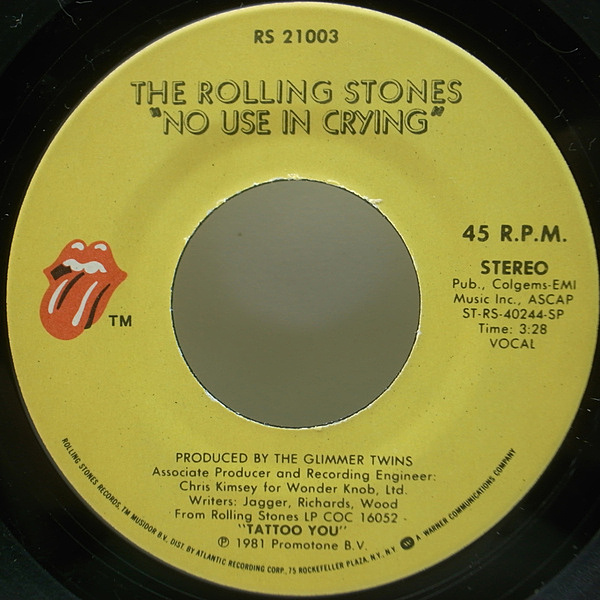 RS 21003
THE ROLLING STONES
"NO USE IN CRYING"
45 R.P.M.
STEREO
Pub., Colgems-EMI
Music Inc., ASCAP
ST-RS-40244-SP
Time: 3:28
VOCAL
TM
PRODUCED BY THE GLIMMER TWINS
Associate Producer and Recording Engineer:
Chris Kimsey for Wonder Knob, Ltd.
Writers: Jagger, Richards, Wood
From Rolling Stones LP COC 16052
"TATTOO YOU"
℗ 1981 Promotone B.V.
ROLLING STONES RECORDS, TM MUSIDOR B.V. DIST. BY ATLANTIC RECORDING CORP., 75 ROCKEFELLER PLAZA, N.Y., N.Y. A WARNER COMMUNICATIONS COMPANY